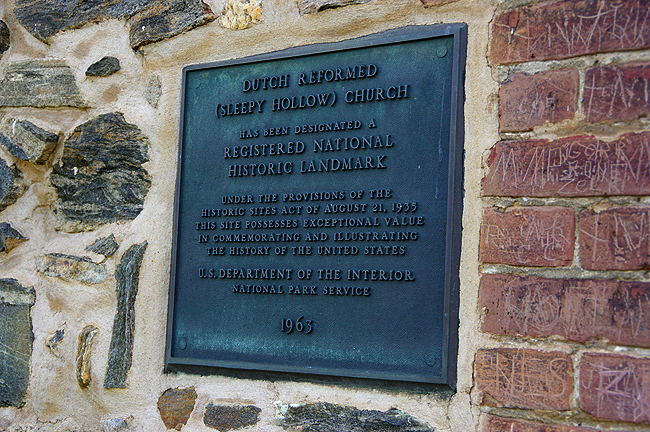 DUTCH REFORMED
(SLEEPY HOLLOW) CHURCH
HAS BEEN DESIGNATED A
REGISTERED NATIONAL
HISTORIC LANDMARK
UNDER THE PROVISIONS OF THE
HISTORIC SITES ACT OF AUGUST 21, 1935
THIS SITE POSSESSES EXCEPTIONAL VALUE
IN COMMEMORATING AND ILLUSTRATING
THE HISTORY OF THE UNITED STATES
U.S. DEPARTMENT OF THE INTERIOR
NATIONAL PARK SERVICE
1963